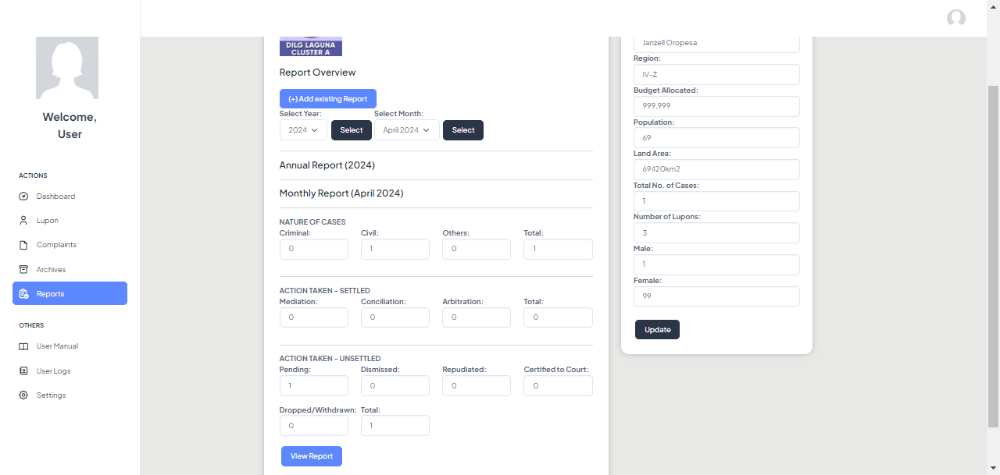 Welcome,
User
ACTIONS
Dashboard
Lupon
Complaints
Archives
Reports
OTHERS
User Manual
User Logs
Settings
DILG LAGUNA
CLUSTER A
Report Overview
(+) Add existing Report
Select Year: Select Month:
2024 Select April 2024 Select
Annual Report (2024)
Monthly Report (April 2024)
NATURE OF CASES
Criminal: Civil: Others: Total:
0 1 0 1
ACTION TAKEN - SETTLED
Mediation: Conciliation: Arbitration: Total:
0 0 0 0
ACTION TAKEN - UNSETTLED
Pending: Dismissed: Repudiated: Certified to Court:
1 0 0 0
Dropped/Withdrawn: Total:
0 1
View Report
Janzell Oropesa
Region:
IV-Z
Budget Allocated:
999,999
Population:
69
Land Area:
69420km2
Total No. of Cases:
1
Number of Lupons:
3
Male:
1
Female:
99
Update